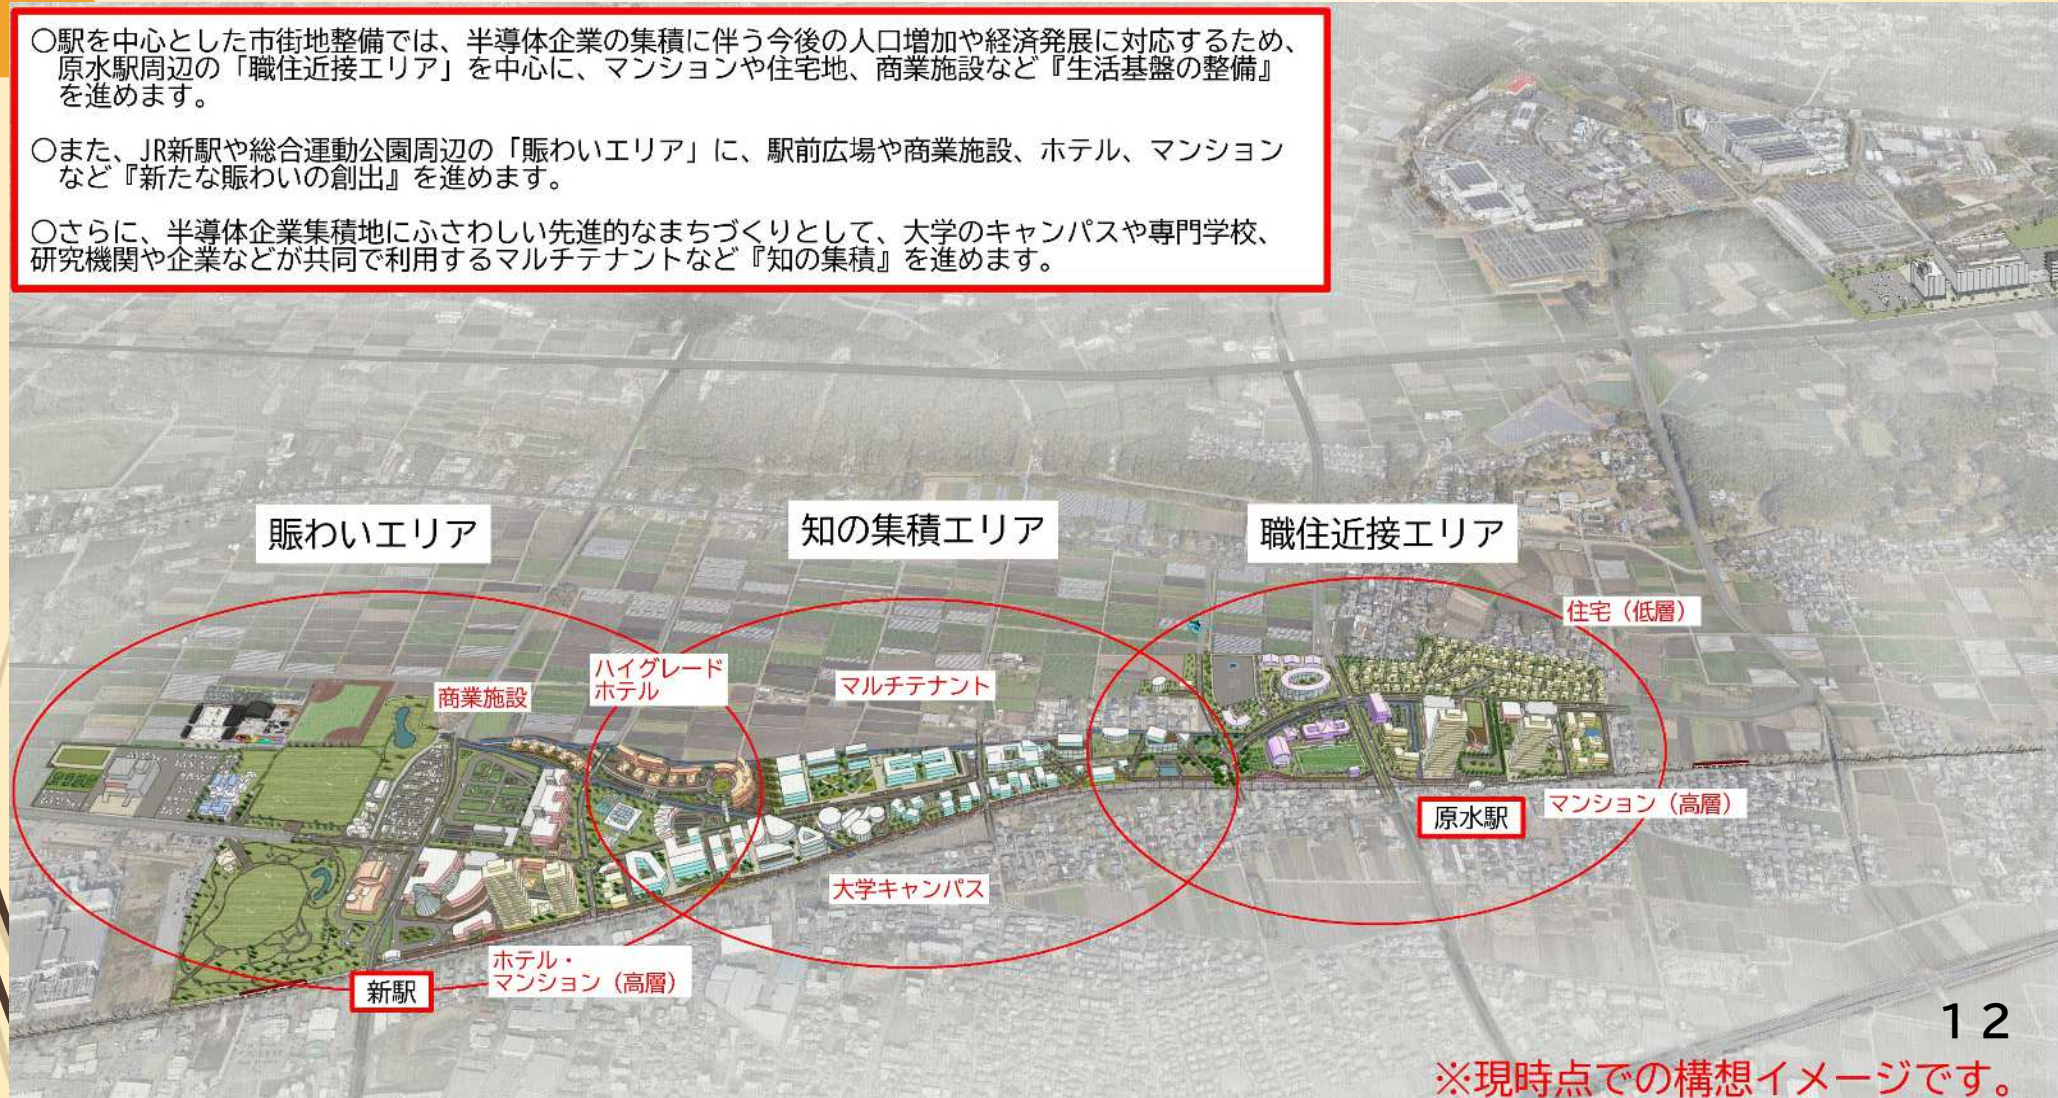 ○駅を中心とした市街地整備では、半導体企業の集積に伴う今後の人口増加や経済発展に対応するため、
原水駅周辺の「職住近接エリア」を中心に、マンションや住宅地、商業施設など『生活基盤の整備』
を進めます。
○また、JR新駅や総合運動公園周辺の「賑わいエリア」に、駅前広場や商業施設、ホテル、マンション
など『新たな賑わいの創出』を進めます。
○さらに、半導体企業集積地にふさわしい先進的なまちづくりとして、大学のキャンパスや専門学校、
研究機関や企業などが共同で利用するマルチテナントなど『知の集積』を進めます。
賑わいエリア
知の集積エリア
職住近接エリア
住宅（低層）
ハイグレード
ホテル
商業施設
マルチテナント
マンション（高層）
原水駅
大学キャンパス
ホテル・
マンション（高層）
新駅
12
※現時点での構想イメージです。